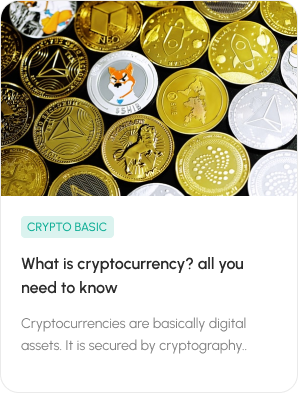 NEO
$SHIB
CRYPTO BASIC
What is cryptocurrency? all you
need to know
Cryptocurrencies are basically digital
assets. It is secured by cryptography..